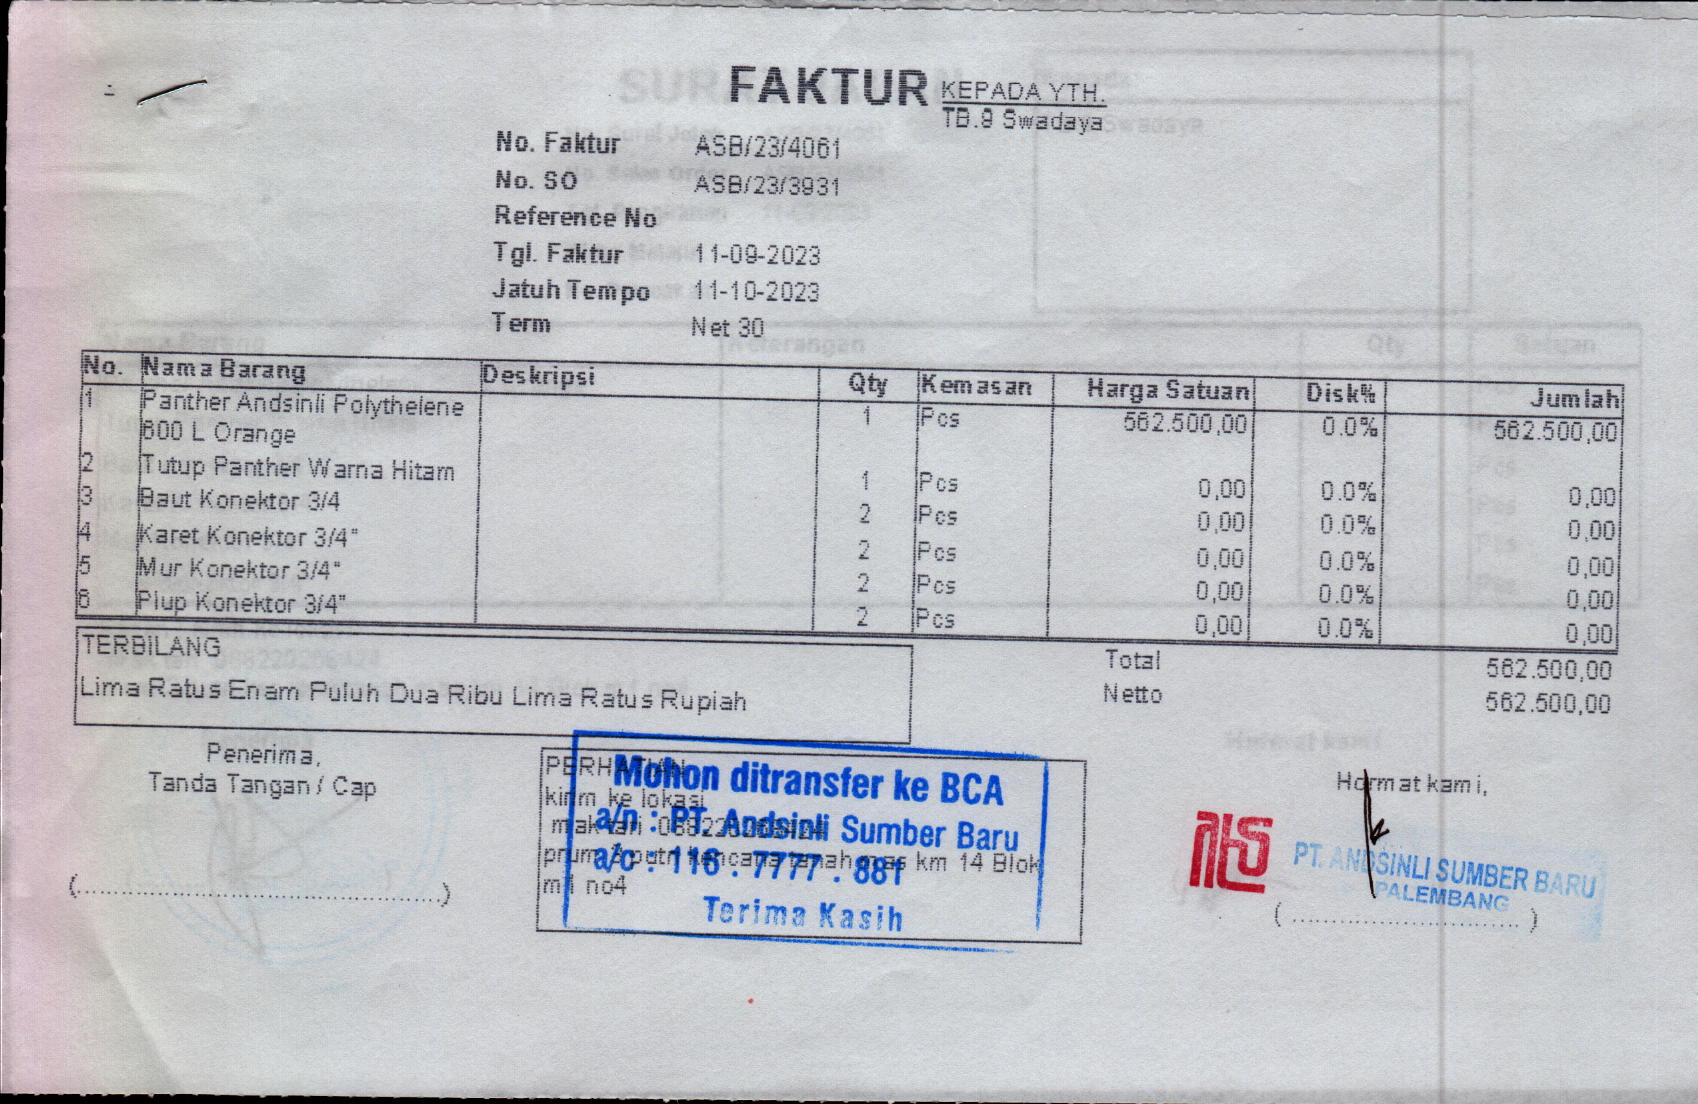 FAKTUR
KEPADA YTH.
TB.9 Swadaya
No. Faktur ASB/23/4061
No. SO ASB/23/3931
Reference No
Tgl. Faktur 11-09-2023
Jatuh Tempo 11-10-2023
Term Net 30
No. Nama Barang Deskripsi Qty Kemasan Harga Satuan Disk% Jumlah
1 Panther Andsinli Polythelene 1 Pcs 562.500,00 0.0% 562.500,00
600 L Orange
2 Tutup Panther Warna Hitam 1 Pcs 0,00 0.0% 0,00
3 Baut Konektor 3/4 2 Pcs 0,00 0.0% 0,00
4 Karet Konektor 3/4" 2 Pcs 0,00 0.0% 0,00
5 Mur Konektor 3/4" 2 Pcs 0,00 0.0% 0,00
6 Plup Konektor 3/4" 2 Pcs 0,00 0.0% 0,00
TERBILANG
Lima Ratus Enam Puluh Dua Ribu Lima Ratus Rupiah
Total 562.500,00
Netto 562.500,00
Penerima,
Tanda Tangan / Cap
PERHATIAN
kirim ke lokasi
km 14 Blok
no4
Mohon ditransfer ke BCA
a/n : PT. Andsinli Sumber Baru
a/c : 116 . 7777 . 881
Terima Kasih
Hormat kami,
PT. ANDSINLI SUMBER BARU
PALEMBANG